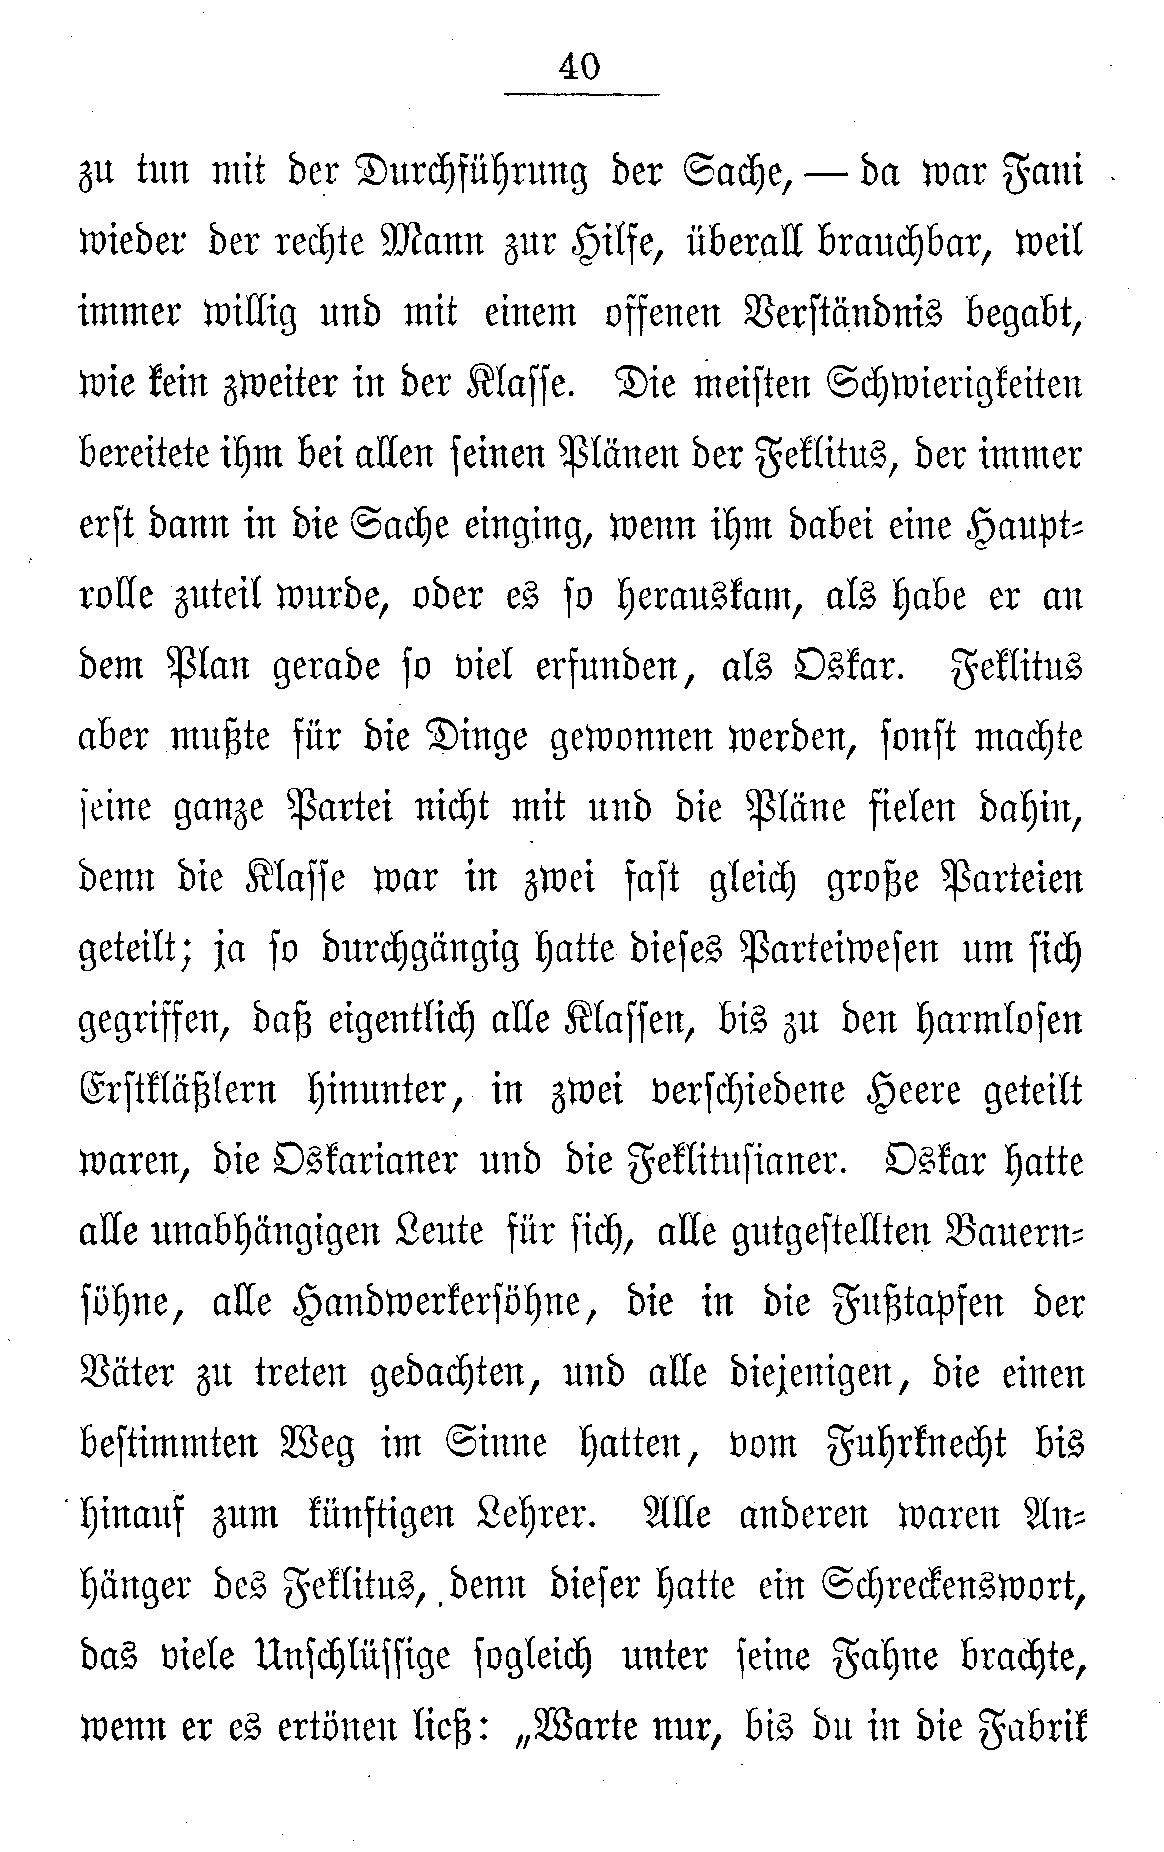 40
zu tun mit der Durchführung der Sache, — da war Fani
wieder der rechte Mann zur Hilfe, überall brauchbar, weil
immer willig und mit einem offenen Verständnis begabt,
wie kein zweiter in der Klasse. Die meisten Schwierigkeiten
bereitete ihm bei allen seinen Plänen der Feklitus, der immer
erst dann in die Sache einging, wenn ihm dabei eine Haupt-
rolle zuteil wurde, oder es so herauskam, als habe er an
dem Plan gerade so viel erfunden, als Oskar. Feklitus
aber mußte für die Dinge gewonnen werden, sonst machte
seine ganze Partei nicht mit und die Pläne fielen dahin,
denn die Klasse war in zwei fast gleich große Parteien
geteilt; ja so durchgängig hatte dieses Parteiwesen um sich
gegriffen, daß eigentlich alle Klassen, bis zu den harmlosen
Erstkläßlern hinunter, in zwei verschiedene Heere geteilt
waren, die Oskarianer und die Feklitusianer. Oskar hatte
alle unabhängigen Leute für sich, alle gutgestellten Bauern-
söhne, alle Handwerkersöhne, die in die Fußtapfen der
Väter zu treten gedachten, und alle diejenigen, die einen
bestimmten Weg im Sinne hatten, vom Fuhrknecht bis
hinauf zum künftigen Lehrer. Alle anderen waren An-
hänger des Feklitus, denn dieser hatte ein Schreckenswort,
das viele Unschlüssige sogleich unter seine Fahne brachte,
wenn er es ertönen ließ: „Warte nur, bis du in die Fabrik